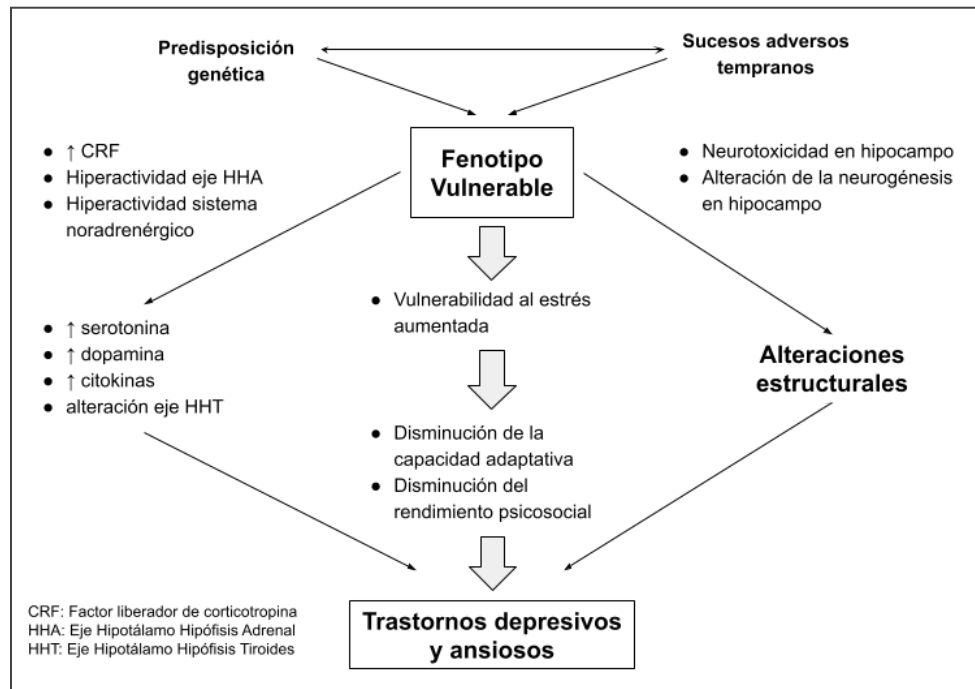 Predisposición
genética
Sucesos adversos
tempranos
● ↑ CRF
● Hiperactividad eje HHA
● Hiperactividad sistema
noradrenérgico
Fenotipo
Vulnerable
● Neurotoxicidad en hipocampo
● Alteración de la neurogénesis
en hipocampo
● Vulnerabilidad al estrés
aumentada
● ↑ serotonina
● ↑ dopamina
● ↑ citokinas
● alteración eje HHT
Alteraciones
estructurales
● Disminución de la
capacidad adaptativa
● Disminución del
rendimiento psicosocial
Trastornos depresivos
y ansiosos
CRF: Factor liberador de corticotropina
HHA: Eje Hipotálamo Hipófisis Adrenal
HHT: Eje Hipotálamo Hipófisis Tiroides